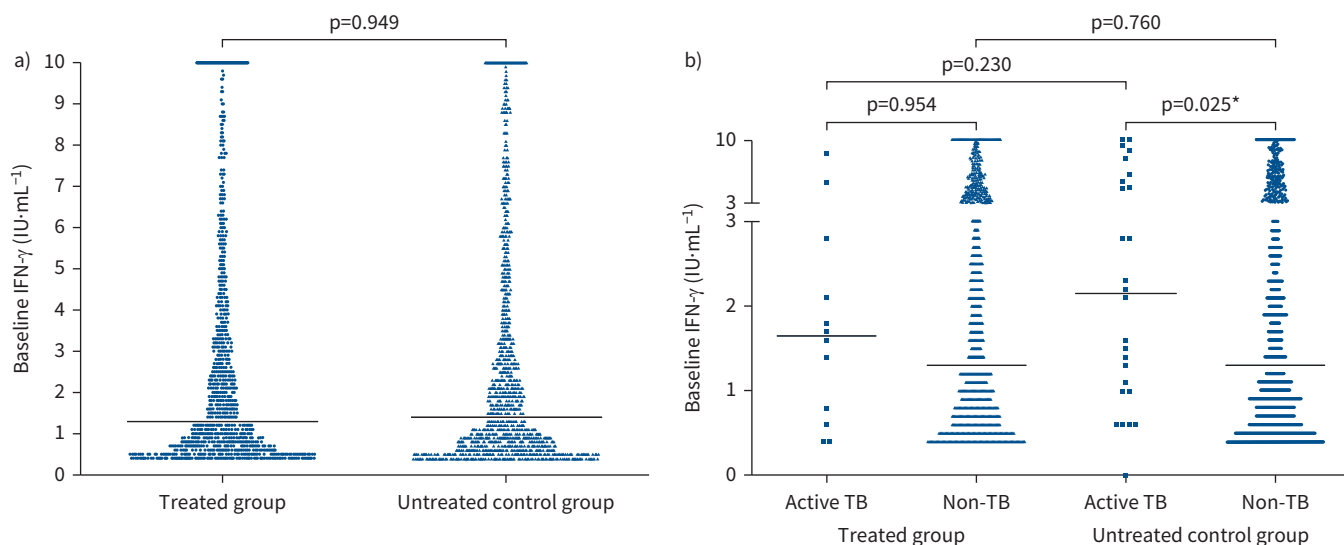 p=0.949
a)
10
9
8
7
6
5
4
3
2
1
0
Baseline IFN-γ (IU·mL⁻¹)
Treated group
Untreated control group
p=0.760
b)
p=0.230
p=0.954
p=0.025*
10
3
3
2
1
0
Baseline IFN-γ (IU·mL⁻¹)
Active TB
Non-TB
Active TB
Non-TB
Treated group
Untreated control group